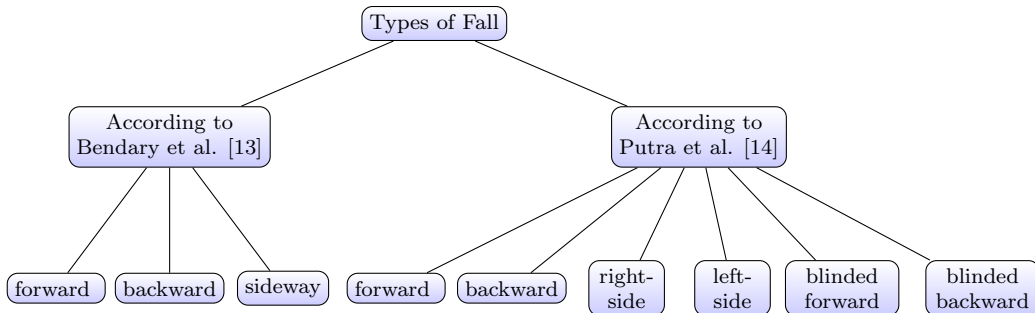 Types of Fall
According to
Bendary et al. [13]
According to
Putra et al. [14]
forward
backward
sideway
forward
backward
right-
side
left-
side
blinded
forward
blinded
backward